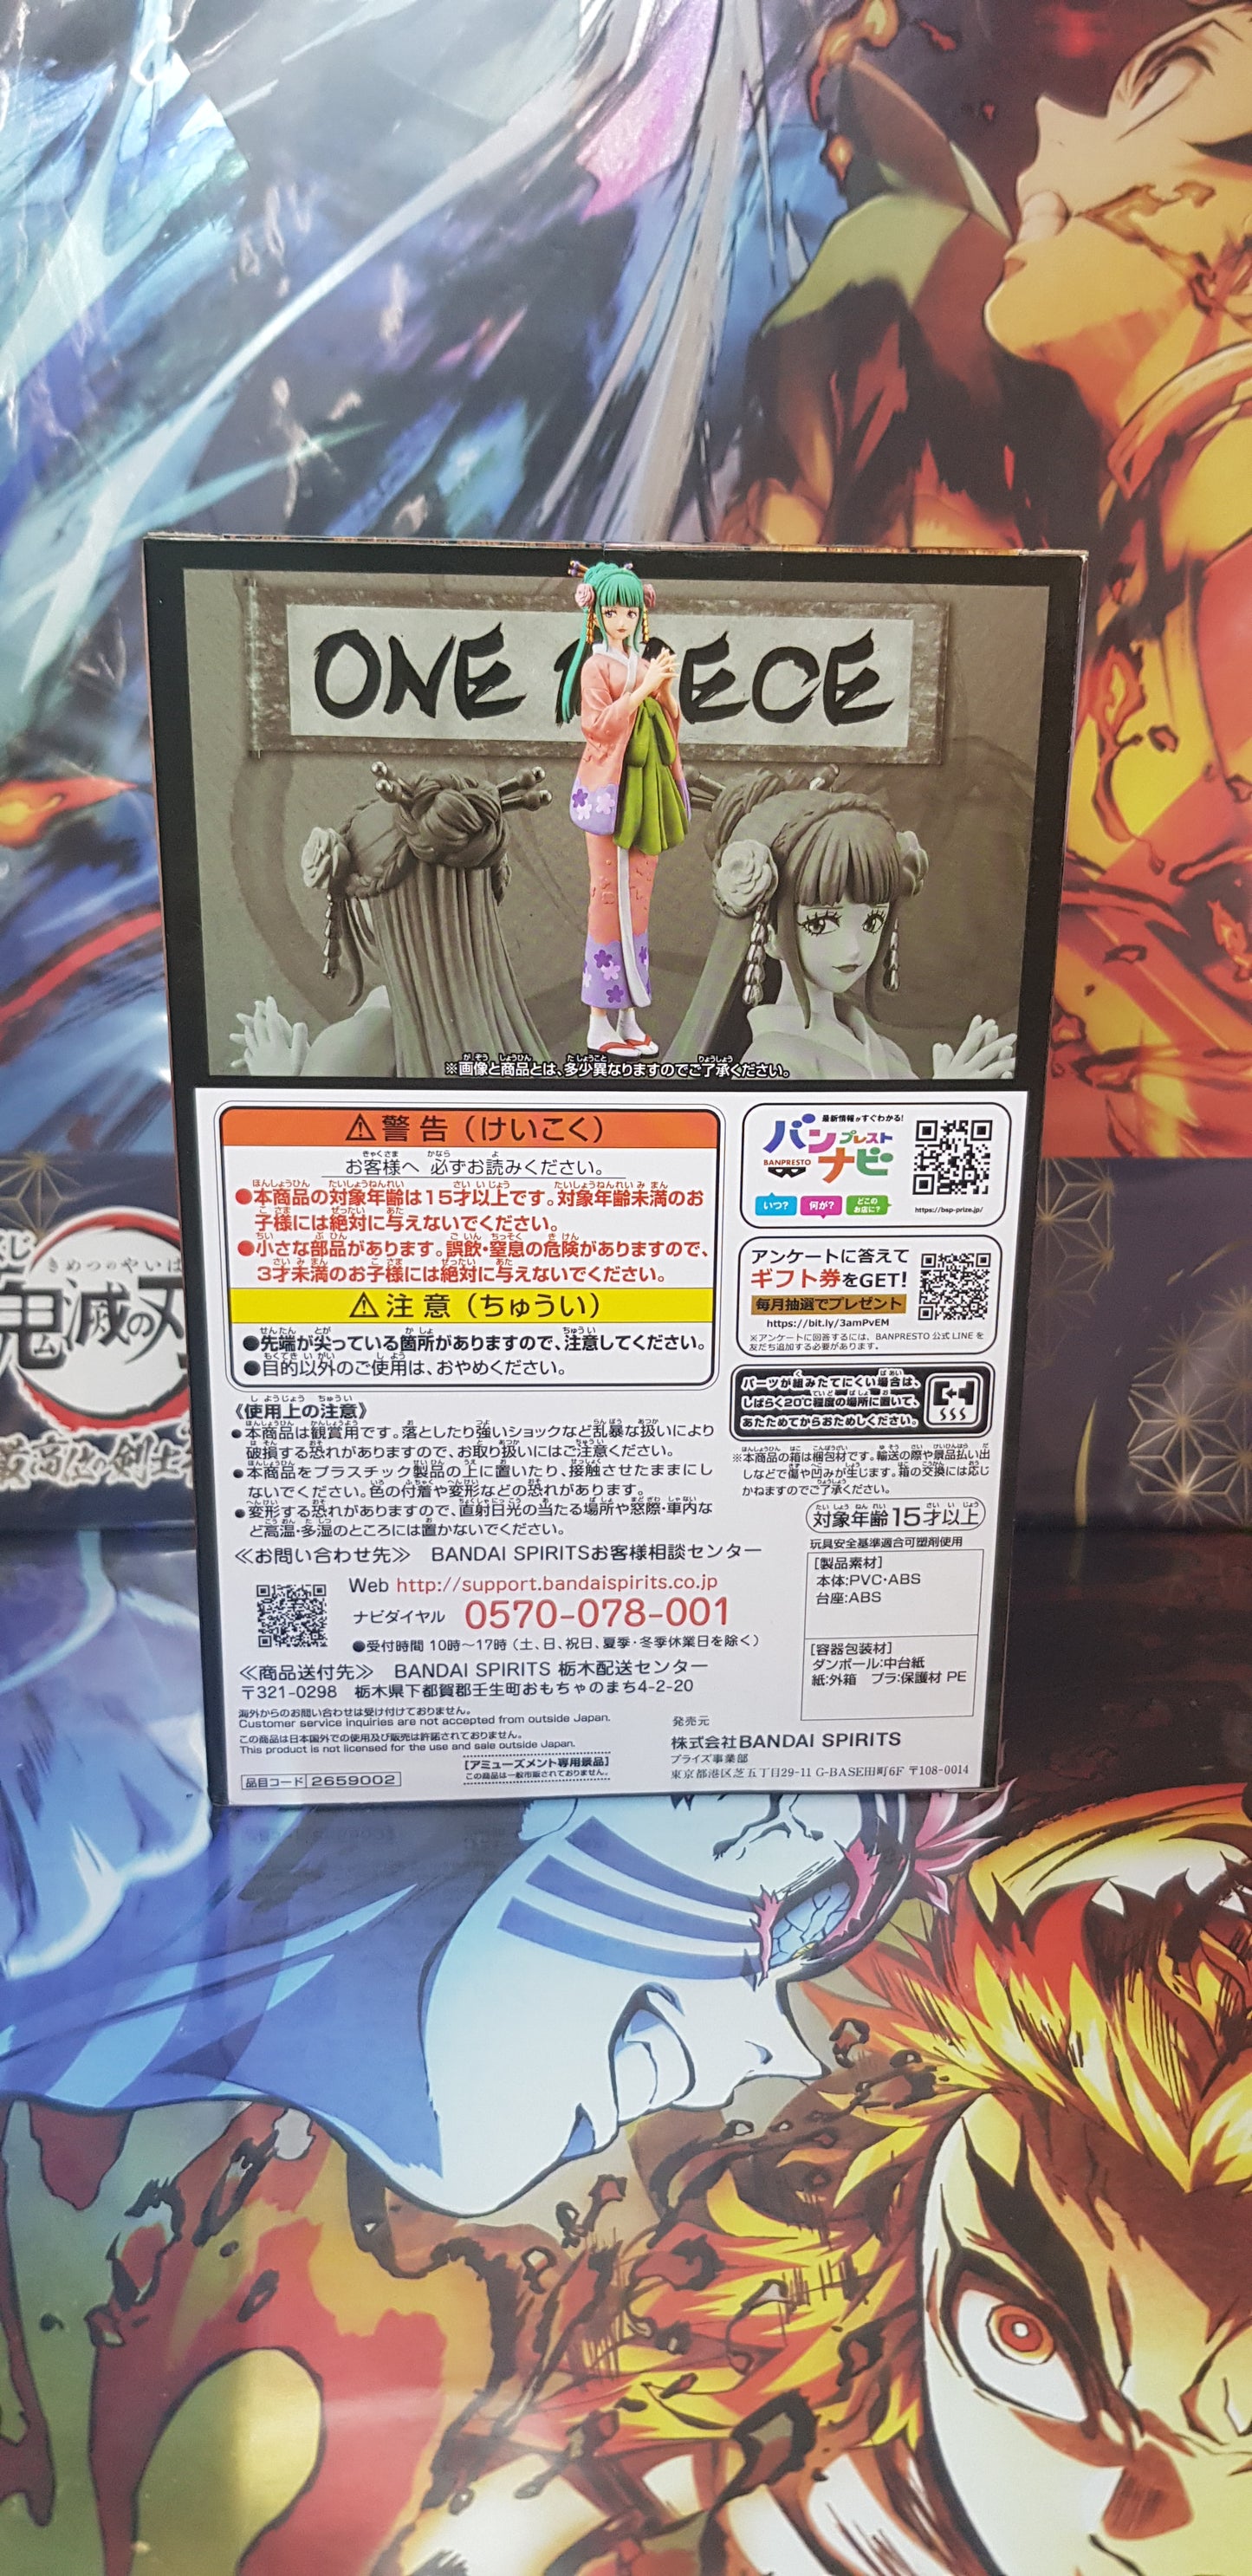 ONE PIECE
※画像と商品とは、多少異なりますのでご了承ください。
⚠警告（けいこく）
お客様へ 必ずお読みください。
●本商品の対象年齢は15才以上です。対象年齢未満のお
子様には絶対に与えないでください。
●小さな部品があります。誤飲・窒息の危険がありますので、
3才未満のお子様には絶対に与えないでください。
⚠注意（ちゅうい）
●先端が尖っている箇所がありますので、注意してください。
●目的以外のご使用は、おやめください。
《使用上の注意》
●本商品は観賞用です。落としたり強いショックなど乱暴な扱いにより
破損する恐れがありますので、お取り扱いにはご注意ください。
●本商品をプラスチック製品の上に置いたり、接触させたままにし
ないでください。色の付着や変形などの恐れがあります。
●変形する恐れがありますので、直射日光の当たる場所や窓際・車内な
ど高温・多湿のところには置かないでください。
≪お問い合わせ先≫ BANDAI SPIRITSお客様相談センター
Web http://support.bandaispirits.co.jp
ナビダイヤル 0570-078-001
●受付時間 10時〜17時（土、日、祝日、夏季・冬季休業日を除く）
≪商品送付先≫ BANDAI SPIRITS 栃木配送センター
〒321-0298 栃木県下都賀郡壬生町おもちゃのまち4-2-20
海外からのお問い合わせは受け付けておりません。
Customer service inquiries are not accepted from outside Japan.
この商品は日本国外での使用及び販売は許諾されておりません。
This product is not licensed for the use and sale outside Japan.
品目コード 2659002
[アミューズメント専用景品]
この商品は一般市販されておりません。
最新情報がすぐわかる!
バンプレストナビ
BANPRESTO
いつ? 何が? どこのお店に?
https://bsp-prize.jp/
アンケートに答えて
ギフト券をGET!
毎月抽選でプレゼント
https://bit.ly/3amPvEM
※アンケートに回答するには、BANPRESTO 公式 LINE を
友だち追加する必要があります。
パーツが組みたてにくい場合は、
しばらく20℃程度の場所に置いて、
あたためてからおためしください。
※本商品の箱は梱包材です。輸送の際や景品払い出
しなどで傷や凹みが生じます。箱の交換には応じ
かねますのでご了承ください。
対象年齢15才以上
玩具安全基準適合可塑剤使用
[製品素材]
本体:PVC・ABS
台座:ABS
[容器包装材]
ダンボール:中台紙
紙:外箱 プラ:保護材 PE
発売元
株式会社BANDAI SPIRITS
プライズ事業部
東京都港区芝五丁目29-11 G-BASE田町6F 〒108-0014
くじ
きめつのやいば
鬼滅の刃